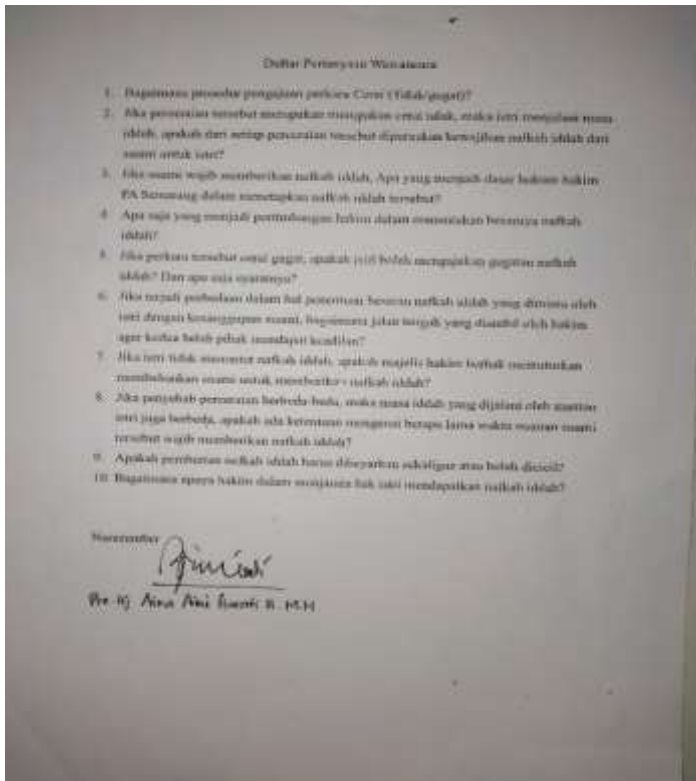 Daftar Pertanyaan Wawancara
1. Bagaimana prosedur pengajuan perkara Cerai (Talak/gugat)?
2. Jika perceraian tersebut merupakan merupakan cerai talak, maka istri menjalani masa
iddah, apakah dari setiap perceraian tersebut diputuskan kewajiban nafkah iddah dari
suami untuk istri?
3. Jika suami wajib memberikan nafkah iddah, Apa yang menjadi dasar hukum hakim
PA Semarang dalam menetapkan nafkah iddah tersebut?
4. Apa saja yang menjadi pertimbangan hakim dalam menentukan besarnya nafkah
iddah?
5. Jika perkara tersebut cerai gugat, apakah istri boleh mengajukan gugatan nafkah
iddah? Dan apa saja syaratnya?
6. Jika terjadi perbedaan dalam hal penentuan besaran nafkah iddah yang diminta oleh
istri dengan kesanggupan suami, bagaimana jalan tengah yang diambil oleh hakim
agar kedua belah pihak mendapat keadilan?
7. Jika istri tidak menuntut nafkah iddah, apakah majelis hakim berhak memutuskan
membebankan suami untuk memberikan nafkah iddah?
8. Jika penyebab perceraian berbeda-beda, maka masa iddah yang dijalani oleh mantan
istri juga berbeda, apakah ada ketentuan mengenai berapa lama waktu mantan suami
tersebut wajib memberikan nafkah iddah?
9. Apakah pemberian nafkah iddah harus dibayarkan sekaligus atau boleh dicicil?
10. Bagaimana upaya hakim dalam menjamin hak istri mendapatkan nafkah iddah?
Narasumber